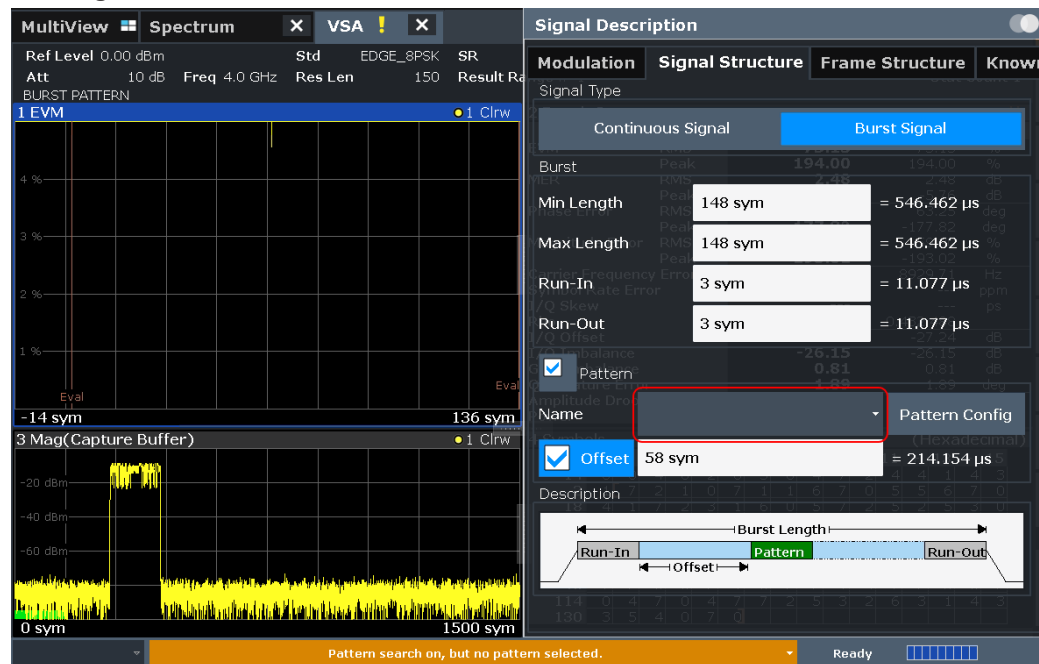 MultiView Spectrum X VSA ! X
Ref Level 0.00 dBm Std EDGE_8PSK SR
Att 10 dB Freq 4.0 GHz Res Len 150 Result Ra
BURST PATTERN
1 EVM 1 Clrw
4 %
3 %
2 %
1 %
Eval
Eval
-14 sym 136 sym
3 Mag(Capture Buffer) 1 Clrw
-20 dBm
-40 dBm
-60 dBm
0 sym 1500 sym
Signal Description
Modulation Signal Structure Frame Structure Known
Signal Type
Continuous Signal Burst Signal
Burst
Min Length 148 sym = 546.462 µs
Max Length 148 sym = 546.462 µs
Run-In 3 sym = 11.077 µs
Run-Out 3 sym = 11.077 µs
Pattern
Name Pattern Config
Offset 58 sym = 214.154 µs
Description
Burst Length
Run-In Pattern Run-Out
Offset
Pattern search on, but no pattern selected. Ready